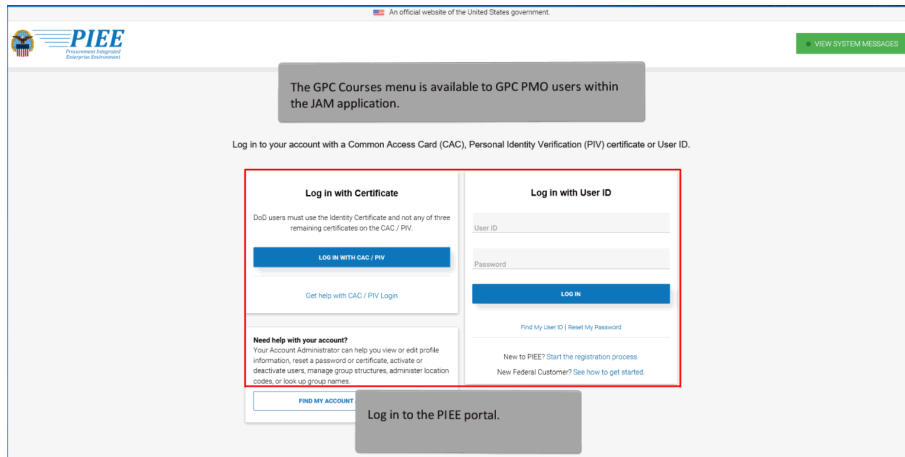 An official website of the United States government.
PIEE
Procurement Integrated
Enterprise Environment
VIEW SYSTEM MESSAGES
The GPC Courses menu is available to GPC PMO users within
the JAM application.
Log in to your account with a Common Access Card (CAC), Personal Identity Verification (PIV) certificate or User ID.
Log in with Certificate
DoD users must use the Identity Certificate and not any of three
remaining certificates on the CAC / PIV.
LOG IN WITH CAC / PIV
Get help with CAC / PIV Login
Log in with User ID
User ID
Password
LOG IN
Find My User ID | Reset My Password
New to PIEE? Start the registration process.
New Federal Customer? See how to get started.
Need help with your account?
Your Account Administrator can help you view or edit profile
information, reset a password or certificate, activate or
deactivate users, manage group structures, administer location
codes, or look up group names.
FIND MY ACCOUNT
Log in to the PIEE portal.